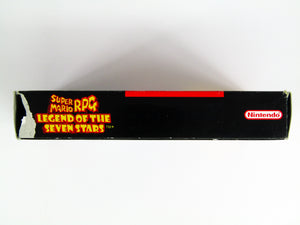 SUPER
MARIO RPG
LEGEND OF THE
SEVEN STARS
Nintendo